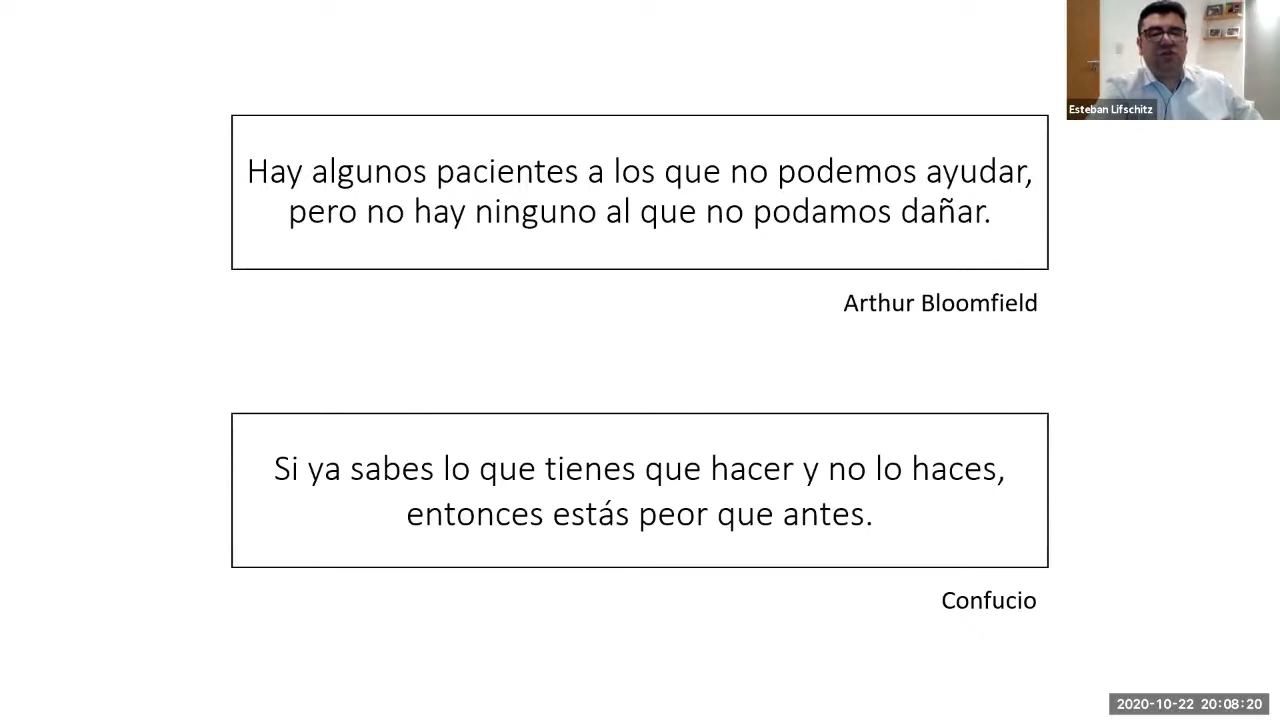 Esteban Lifschitz
Hay algunos pacientes a los que no podemos ayudar,
pero no hay ninguno al que no podamos dañar.
Arthur Bloomfield
Si ya sabes lo que tienes que hacer y no lo haces,
entonces estás peor que antes.
Confucio
2020-10-22 20:08:20